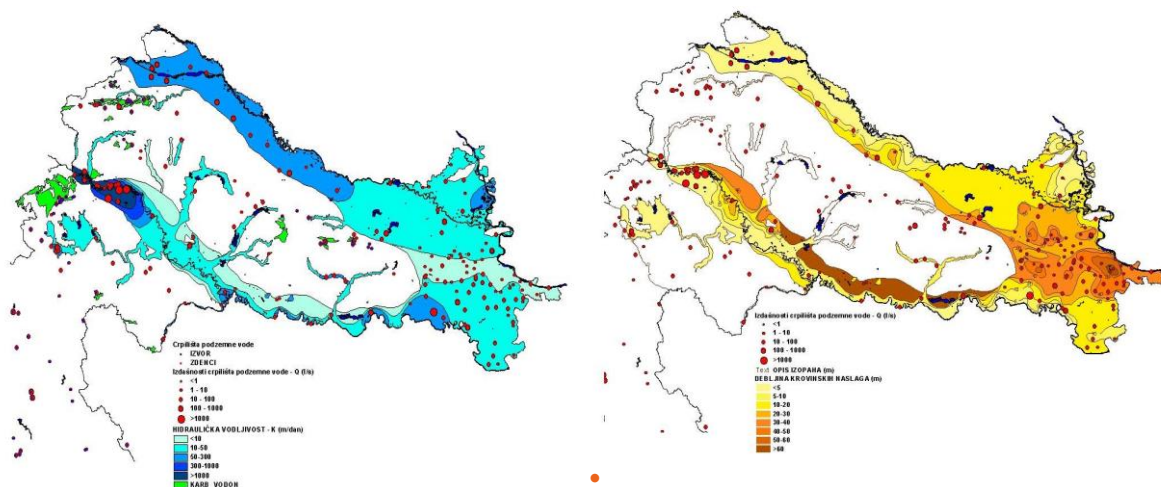 Crpilišta podzemne vode
IZVOR
ZDENCI
Izdašnosti crpilišta podzemne vode - Q (l/s)
<1
1 - 10
10 - 100
100 - 1000
>1000
HIDRAULIČKA VODLJIVOST - K (m/dan)
<10
10-50
50-300
300-1000
>1000
KARB_VODON
Izdašnosti crpilišta podzemne vode - Q (l/s)
<1
1 - 10
10 - 100
100 - 1000
>1000
Text OPIS IZOPAHA (m)
DEBLJINA KROVINSKIH NASLAGA (m)
<5
5-10
10-20
20-30
30-40
40-50
50-60
>60